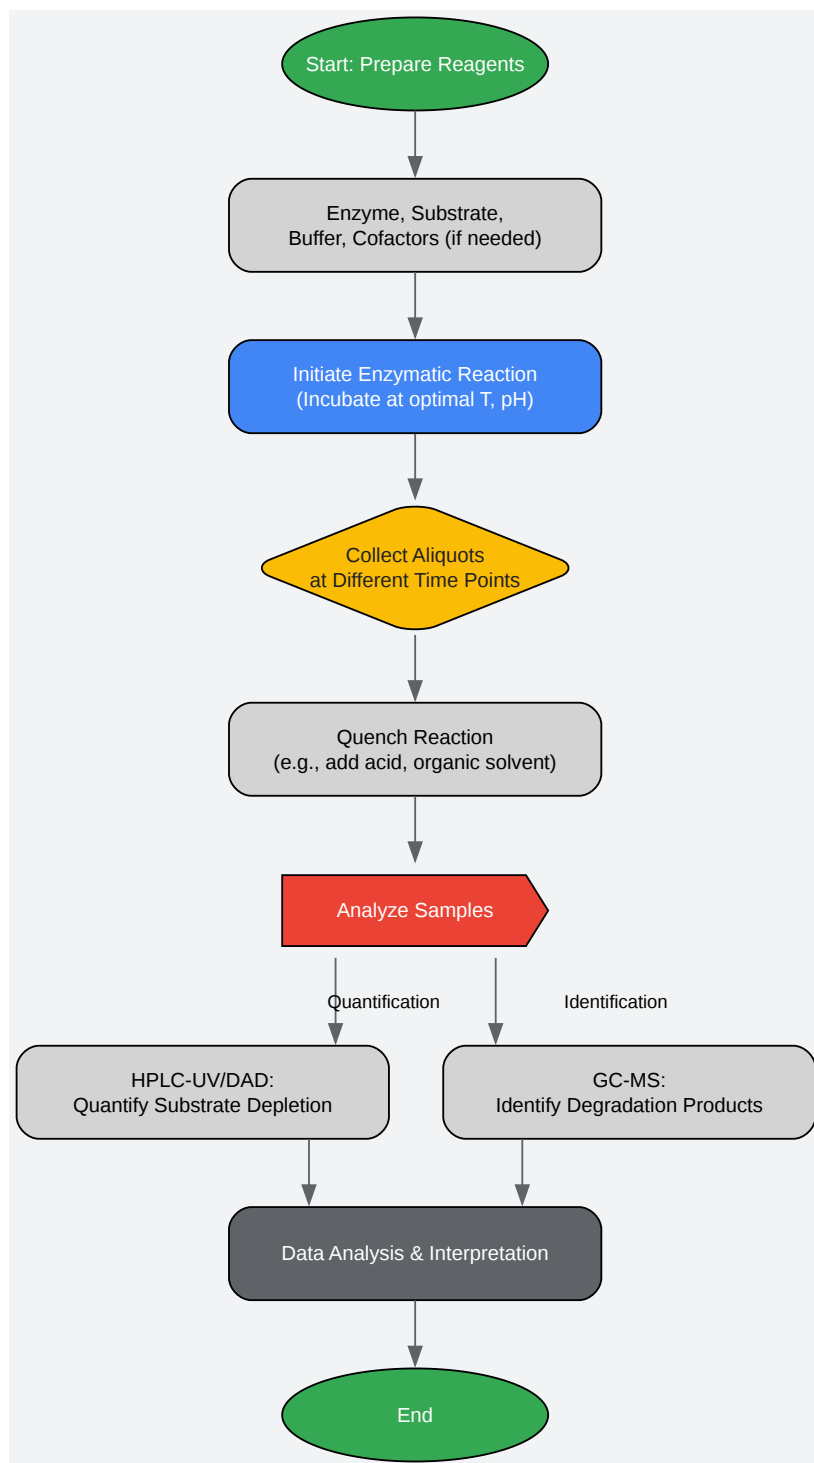 Start: Prepare Reagents
Enzyme, Substrate,
Buffer, Cofactors (if needed)
Initiate Enzymatic Reaction
(Incubate at optimal T, pH)
Collect Aliquots
at Different Time Points
Quench Reaction
(e.g., add acid, organic solvent)
Analyze Samples
Quantification
Identification
HPLC-UV/DAD:
Quantify Substrate Depletion
GC-MS:
Identify Degradation Products
Data Analysis & Interpretation
End